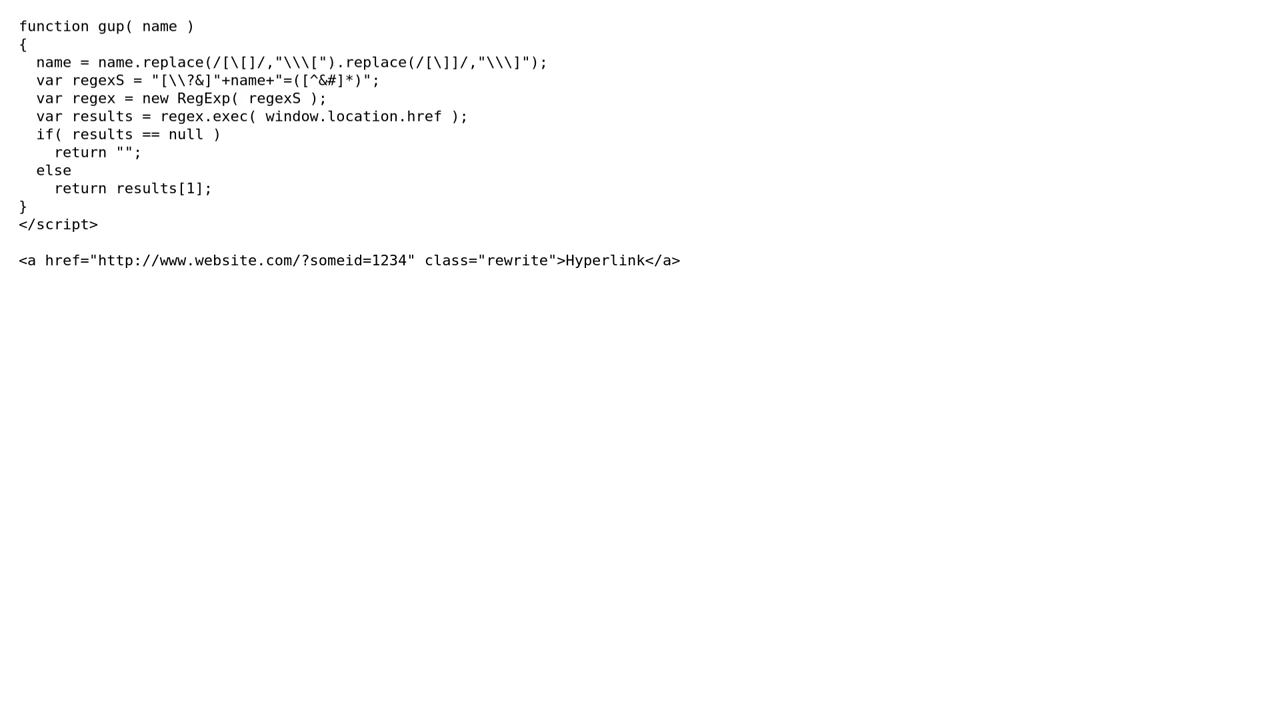 function gup( name )
{
  name = name.replace(/[\[]/,"\\\[").replace(/[\]]/,"\\\]");
  var regexS = "[\\?&]"+name+"=([^&#]*)";
  var regex = new RegExp( regexS );
  var results = regex.exec( window.location.href );
  if( results == null )
    return "";
  else
    return results[1];
}
</script>

<a href="http://www.website.com/?someid=1234" class="rewrite">Hyperlink</a>